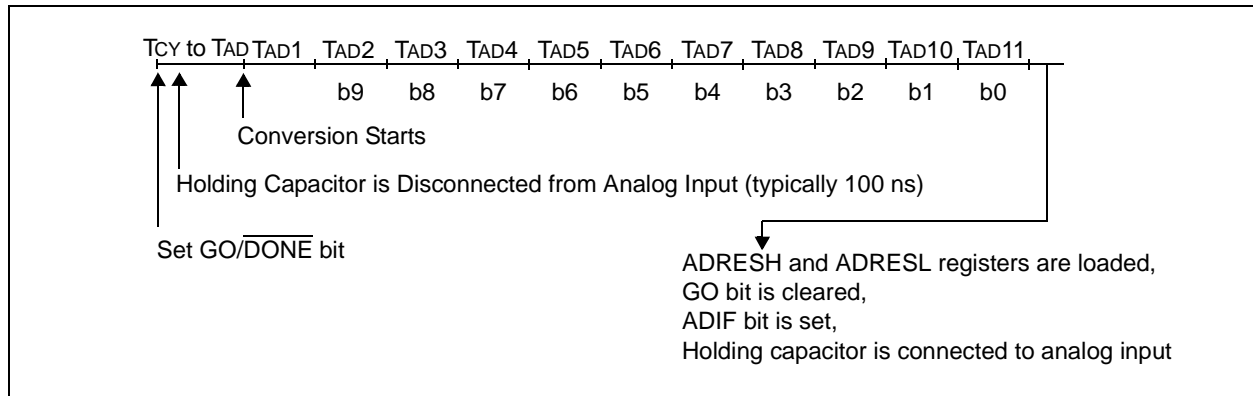 TCY to TAD TAD1 TAD2 TAD3 TAD4 TAD5 TAD6 TAD7 TAD8 TAD9 TAD10 TAD11
b9 b8 b7 b6 b5 b4 b3 b2 b1 b0
Conversion Starts
Holding Capacitor is Disconnected from Analog Input (typically 100 ns)
Set GO/DONE bit
ADRESH and ADRESL registers are loaded,
GO bit is cleared,
ADIF bit is set,
Holding capacitor is connected to analog input